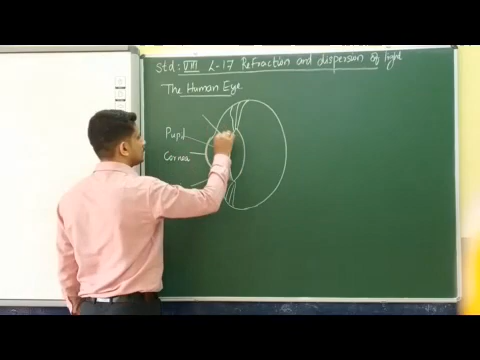 Std: VIII L-17 Refraction and dispersion of light
The Human Eye
Pupil
Cornea